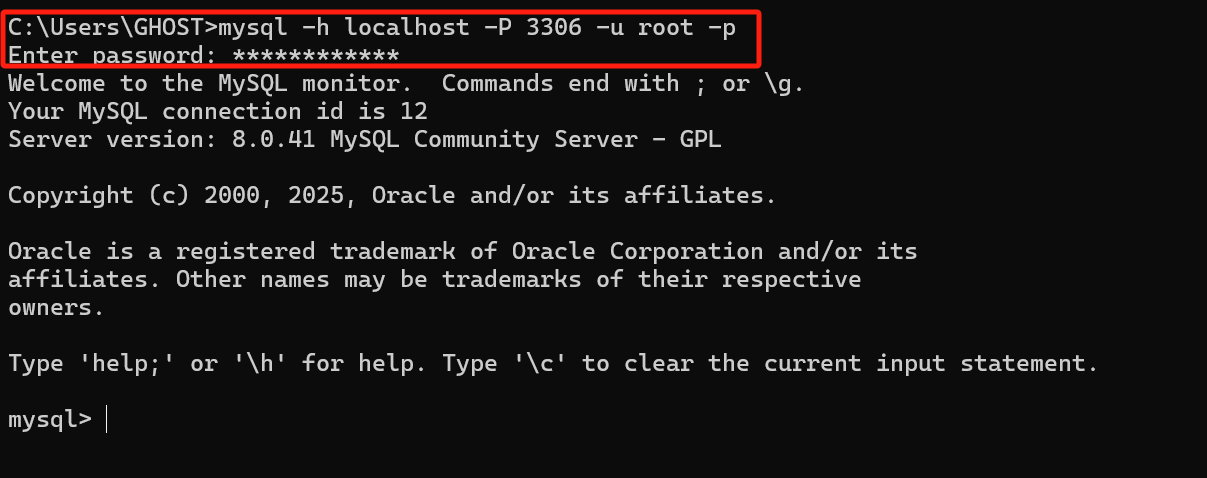 C:\Users\GHOST>mysql -h localhost -P 3306 -u root -p
Enter password: ************
Welcome to the MySQL monitor.  Commands end with ; or \g.
Your MySQL connection id is 12
Server version: 8.0.41 MySQL Community Server - GPL

Copyright (c) 2000, 2025, Oracle and/or its affiliates.

Oracle is a registered trademark of Oracle Corporation and/or its
affiliates. Other names may be trademarks of their respective
owners.

Type 'help;' or '\h' for help. Type '\c' to clear the current input statement.

mysql>